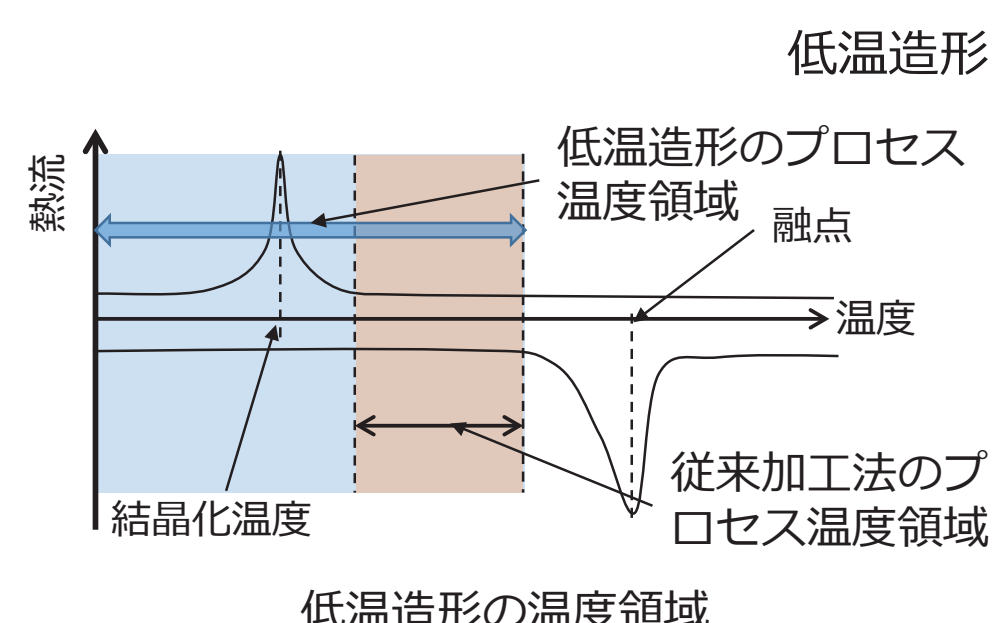 低温造形
低温造形のプロセス
温度領域
熱流
融点
温度
従来加工法のプ
ロセス温度領域
結晶化温度
低温造形の温度領域